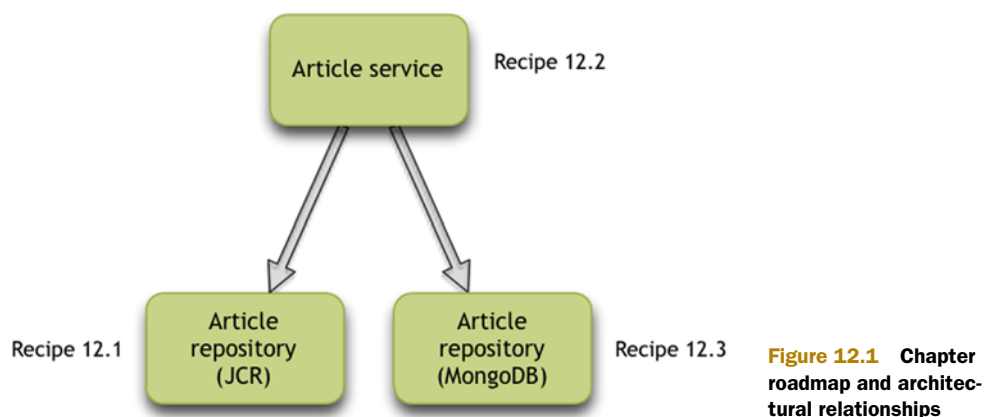 Article service
Recipe 12.2
Recipe 12.1
Article
repository
(JCR)
Article
repository
(MongoDB)
Recipe 12.3
Figure 12.1 Chapter
roadmap and architec-
tural relationships